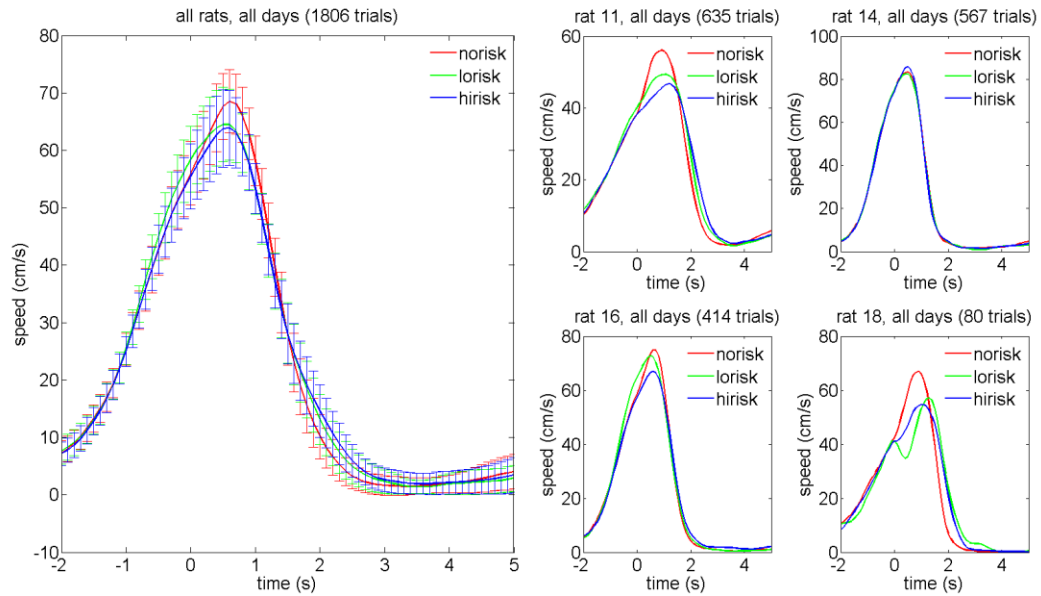 all rats, all days (1806 trials)
80
70
60
50
40
30
20
10
0
-10
speed (cm/s)
norisk
lorisk
hirisk
-2 -1 0 1 2 3 4 5
time (s)
rat 11, all days (635 trials)
60
40
20
0
speed (cm/s)
norisk
lorisk
hirisk
-2 0 2 4
time (s)
rat 14, all days (567 trials)
100
80
60
40
20
0
speed (cm/s)
norisk
lorisk
hirisk
-2 0 2 4
time (s)
rat 16, all days (414 trials)
80
60
40
20
0
speed (cm/s)
norisk
lorisk
hirisk
-2 0 2 4
time (s)
rat 18, all days (80 trials)
80
60
40
20
0
speed (cm/s)
norisk
lorisk
hirisk
-2 0 2 4
time (s)